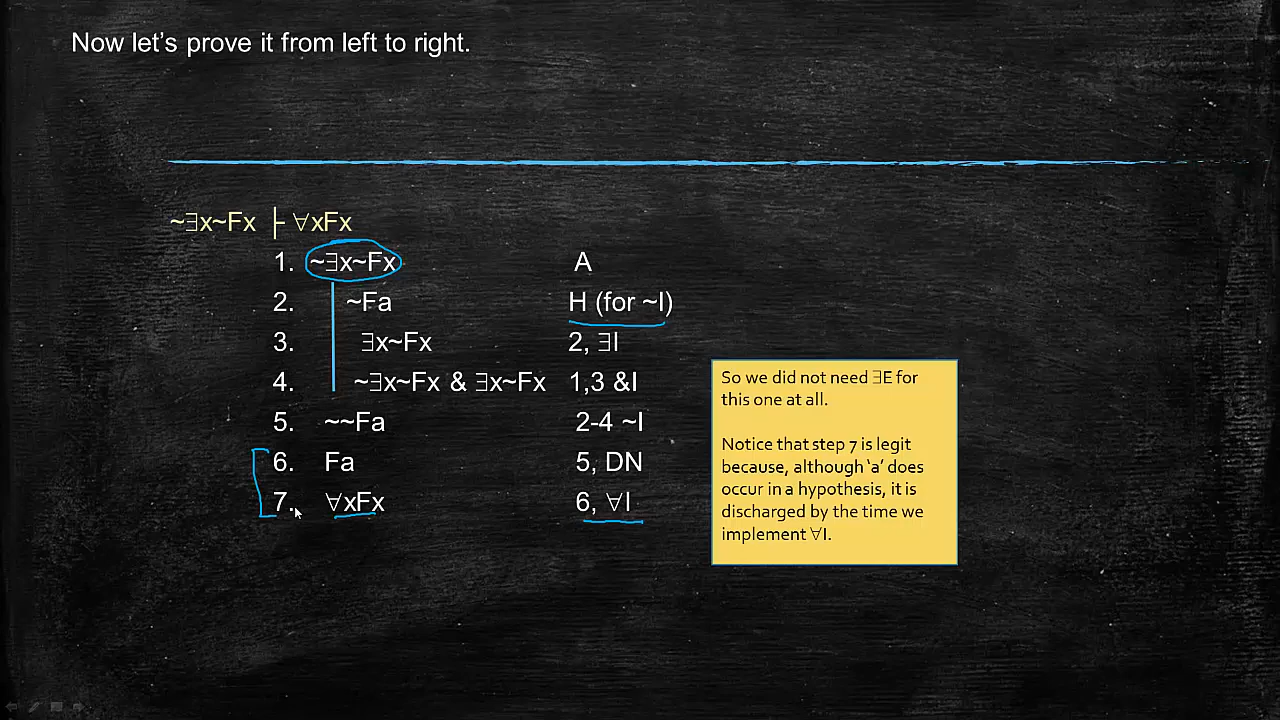 Now let's prove it from left to right.
~∃x~Fx ├ ∀xFx
1. ~∃x~Fx A
2. ~Fa H (for ~I)
3. ∃x~Fx 2, ∃I
4. ~∃x~Fx & ∃x~Fx 1,3 &I
5. ~~Fa 2-4 ~I
6. Fa 5, DN
7. ∀xFx 6, ∀I
So we did not need ∃E for
this one at all.
Notice that step 7 is legit
because, although 'a' does
occur in a hypothesis, it is
discharged by the time we
implement ∀I.